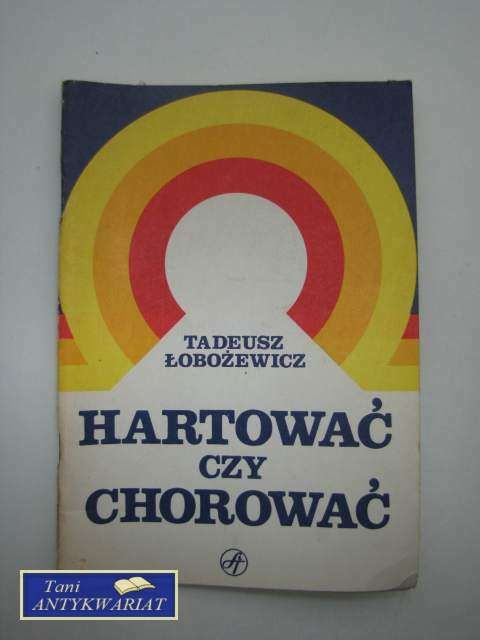 TADEUSZ
ŁOBOŻEWICZ
HARTOWAĆ
CZY
CHOROWAĆ
Tani
ANTYKWARIAT